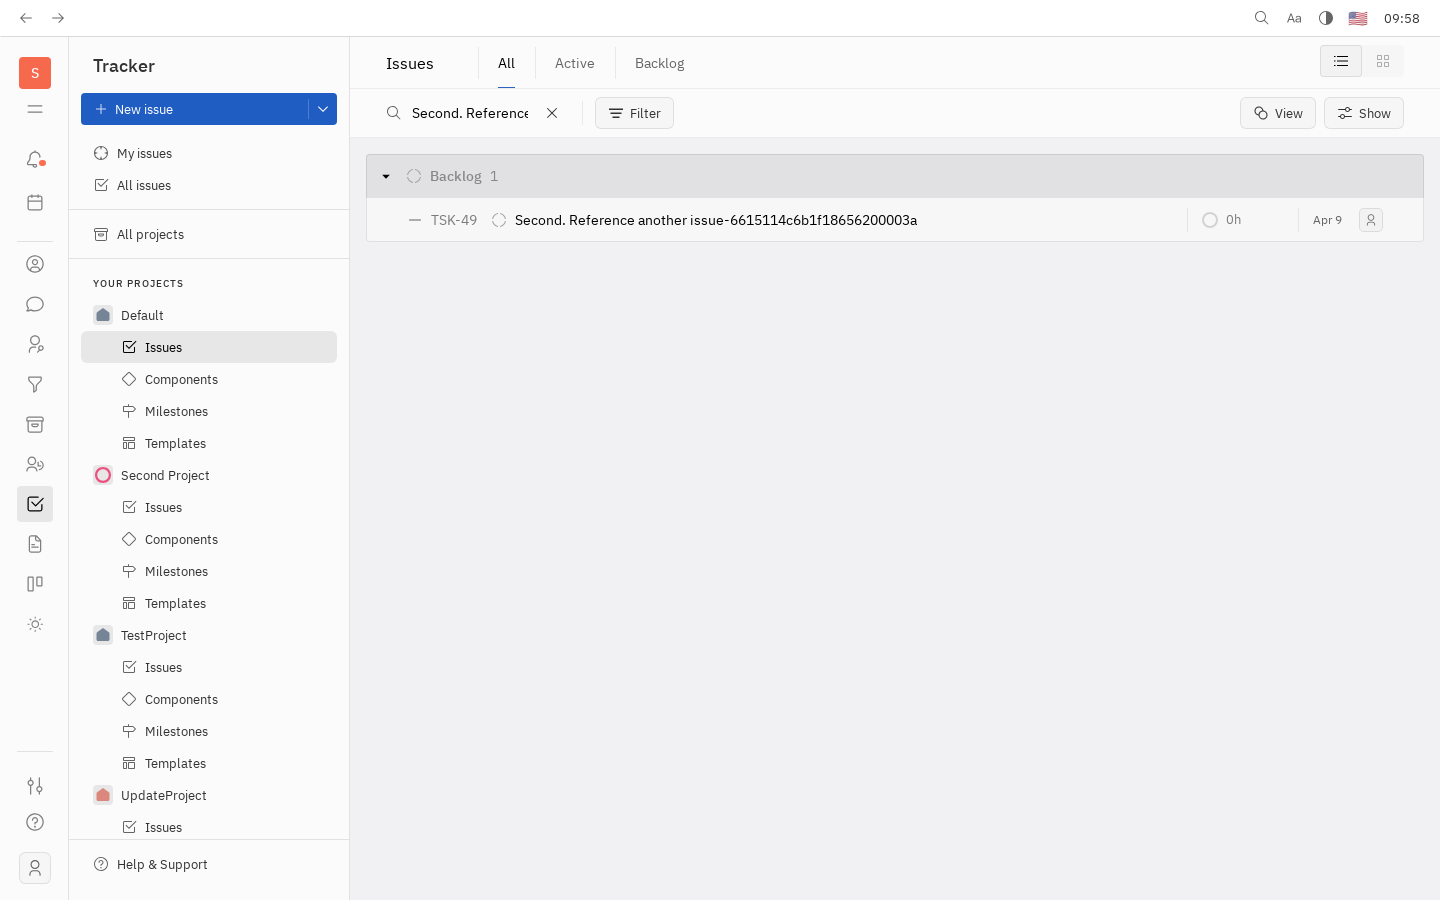 Aa
09:58
S
Tracker
New issue
My issues
All issues
All projects
YOUR PROJECTS
Default
Issues
Components
Milestones
Templates
Second Project
Issues
Components
Milestones
Templates
TestProject
Issues
Components
Milestones
Templates
UpdateProject
Issues
Help & Support
Issues
All
Active
Backlog
Second. Reference
Filter
View
Show
Backlog 1
TSK-49 Second. Reference another issue-6615114c6b1f18656200003a 0h Apr 9